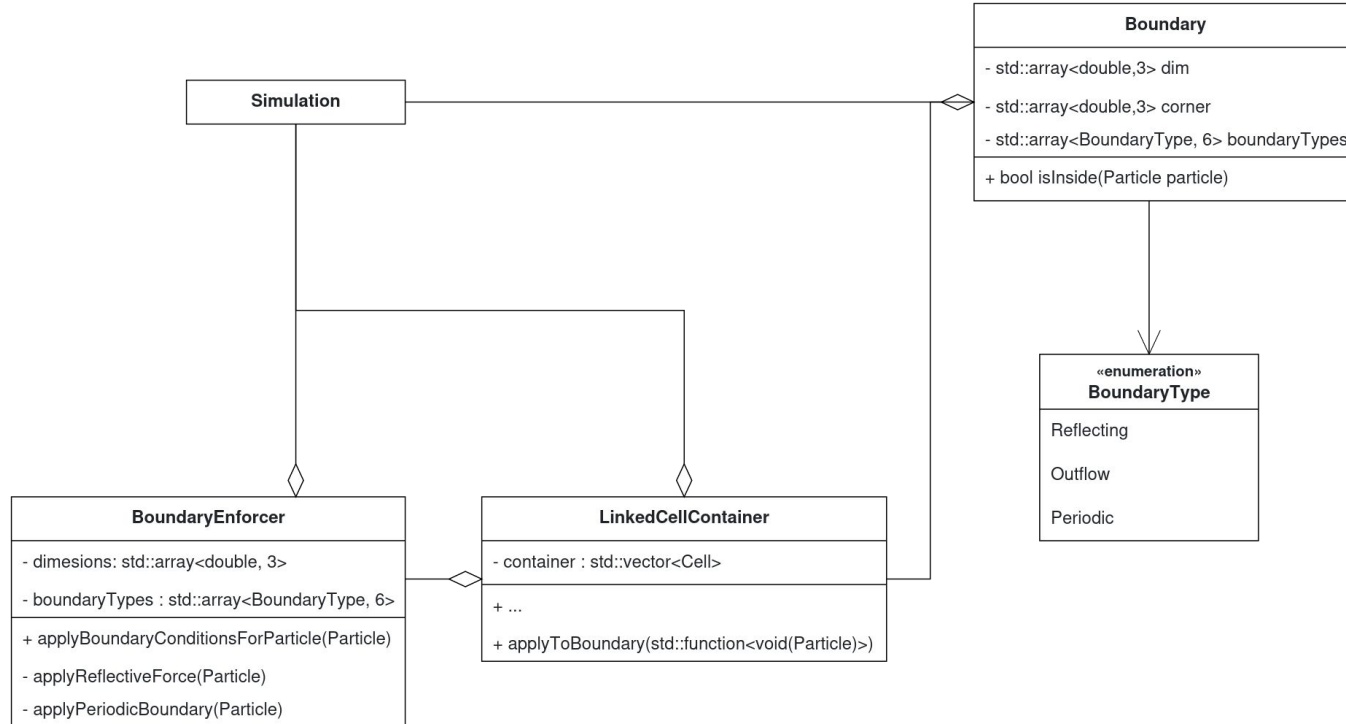 Boundary
- std::array<double,3> dim
- std::array<double,3> corner
- std::array<BoundaryType, 6> boundaryTypes
+ bool isInside(Particle particle)
Simulation
«enumeration»
BoundaryType
Reflecting
Outflow
Periodic
BoundaryEnforcer
- dimesions: std::array<double, 3>
- boundaryTypes : std::array<BoundaryType, 6>
+ applyBoundaryConditionsForParticle(Particle)
- applyReflectiveForce(Particle)
- applyPeriodicBoundary(Particle)
LinkedCellContainer
- container : std::vector<Cell>
+ ...
+ applyToBoundary(std::function<void(Particle)>)